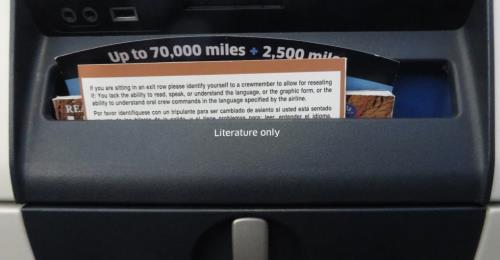 Up to 70,000 miles + 2,500
If you are sitting in an exit row please identify yourself to a crewmember to allow for reseating
if: You lack the ability to read, speak, or understand the language, or the graphic form, or the
ability to understand oral crew commands in the language specified by the airline.
Por favor identifíquese con un tripulante para ser cambiado de asiento si usted está sentado
Literature only